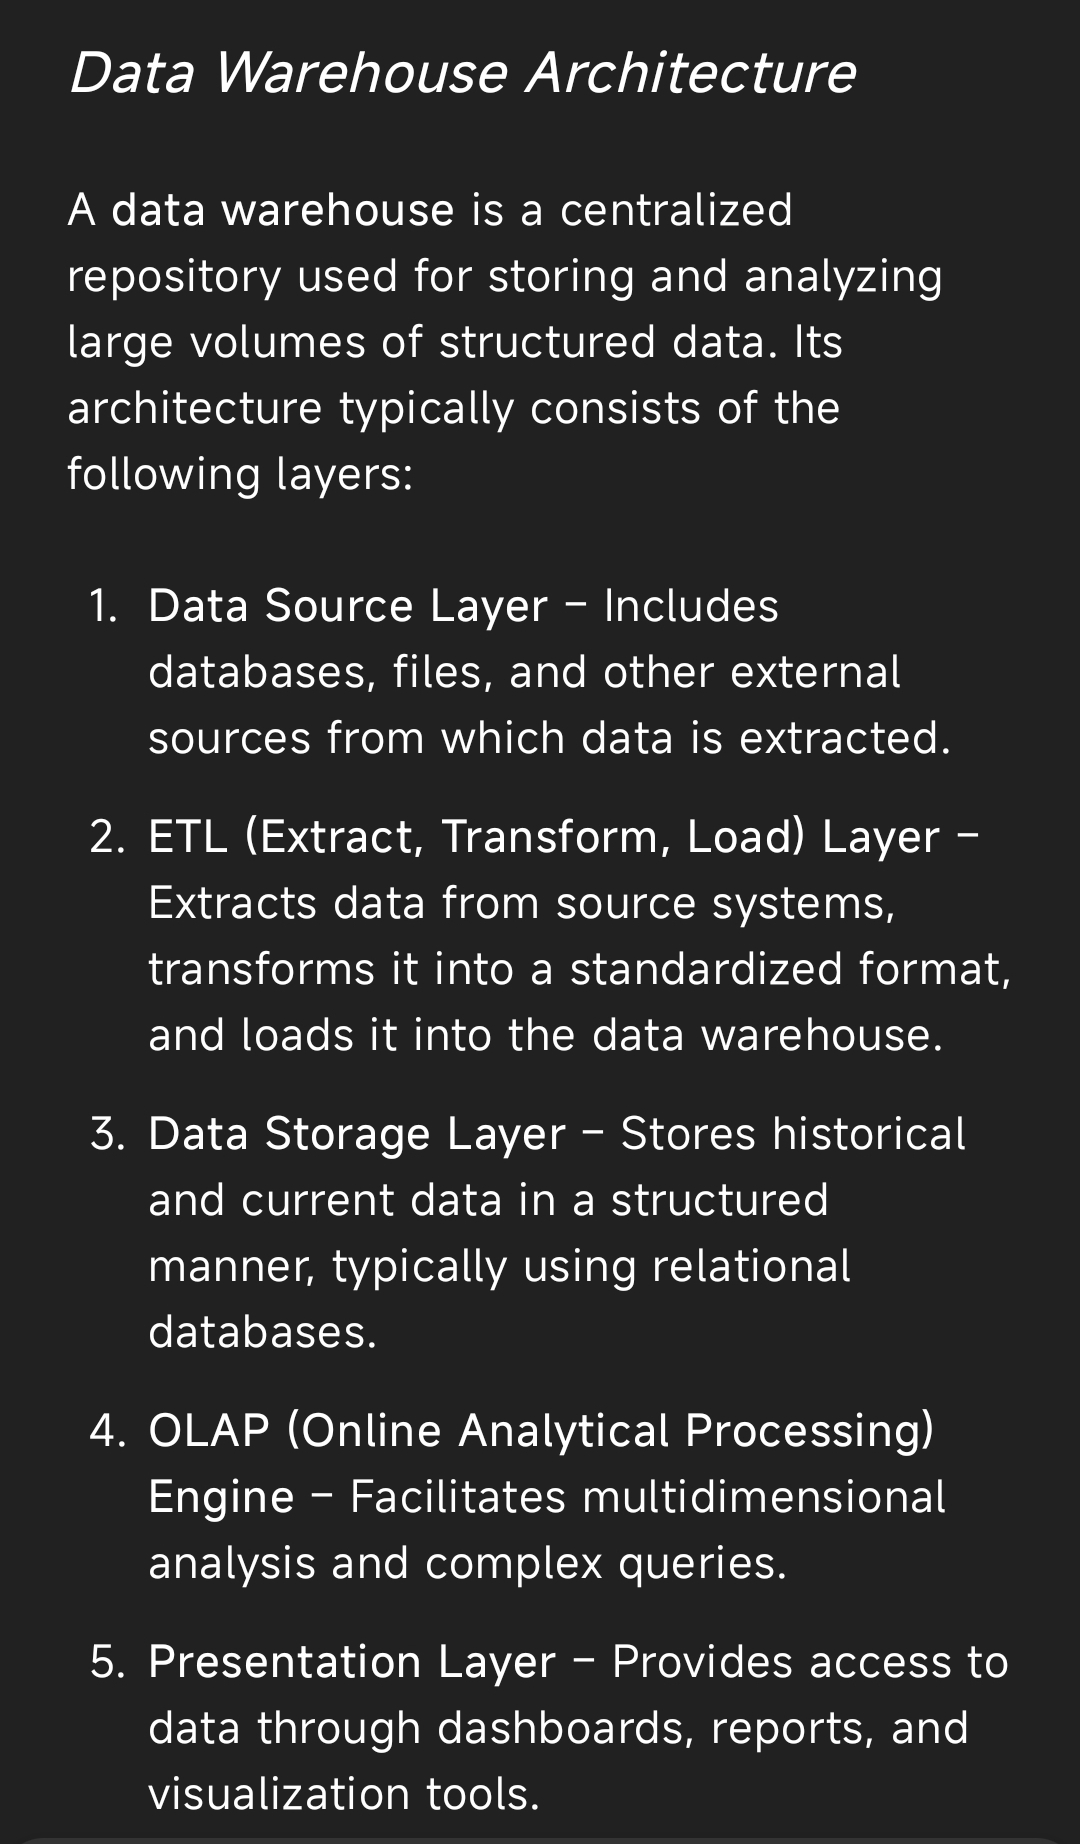 Data Warehouse Architecture
A data warehouse is a centralized
repository used for storing and analyzing
large volumes of structured data. Its
architecture typically consists of the
following layers:
1. Data Source Layer – Includes
databases, files, and other external
sources from which data is extracted.
2. ETL (Extract, Transform, Load) Layer –
Extracts data from source systems,
transforms it into a standardized format,
and loads it into the data warehouse.
3. Data Storage Layer – Stores historical
and current data in a structured
manner, typically using relational
databases.
4. OLAP (Online Analytical Processing)
Engine – Facilitates multidimensional
analysis and complex queries.
5. Presentation Layer – Provides access to
data through dashboards, reports, and
visualization tools.